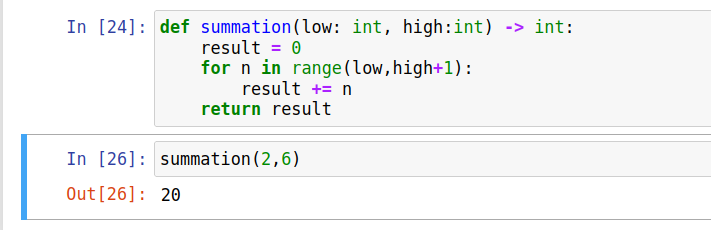 In [24]: def summation(low: int, high:int) -> int:
    result = 0
    for n in range(low,high+1):
        result += n
    return result
In [26]: summation(2,6)
Out[26]: 20